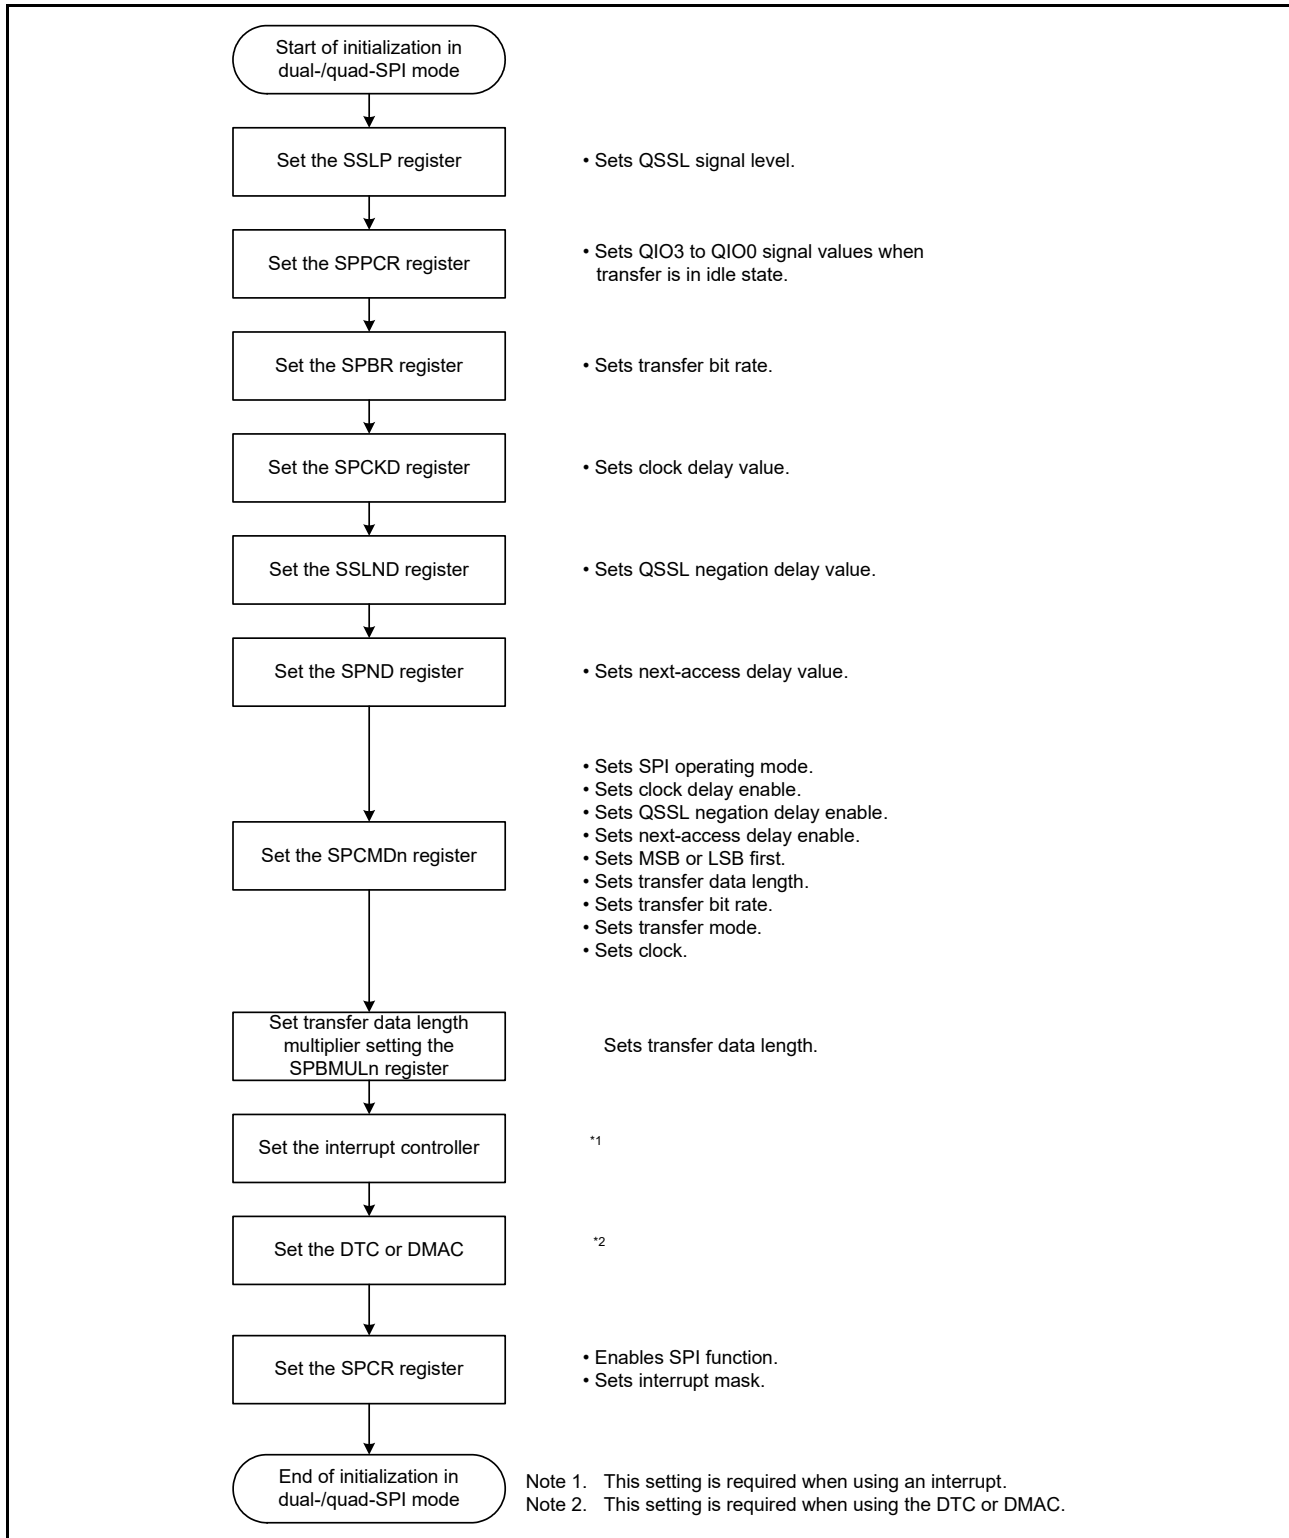 Start of initialization in
dual-/quad-SPI mode
Set the SSLP register
• Sets QSSL signal level.
Set the SPPCR register
• Sets QIO3 to QIO0 signal values when
transfer is in idle state.
Set the SPBR register
• Sets transfer bit rate.
Set the SPCKD register
• Sets clock delay value.
Set the SSLND register
• Sets QSSL negation delay value.
Set the SPND register
• Sets next-access delay value.
Set the SPCMDn register
• Sets SPI operating mode.
• Sets clock delay enable.
• Sets QSSL negation delay enable.
• Sets next-access delay enable.
• Sets MSB or LSB first.
• Sets transfer data length.
• Sets transfer bit rate.
• Sets transfer mode.
• Sets clock.
Set transfer data length
multiplier setting the
SPBMULn register
Sets transfer data length.
Set the interrupt controller
*1
Set the DTC or DMAC
*2
Set the SPCR register
• Enables SPI function.
• Sets interrupt mask.
End of initialization in
dual-/quad-SPI mode
Note 1. This setting is required when using an interrupt.
Note 2. This setting is required when using the DTC or DMAC.